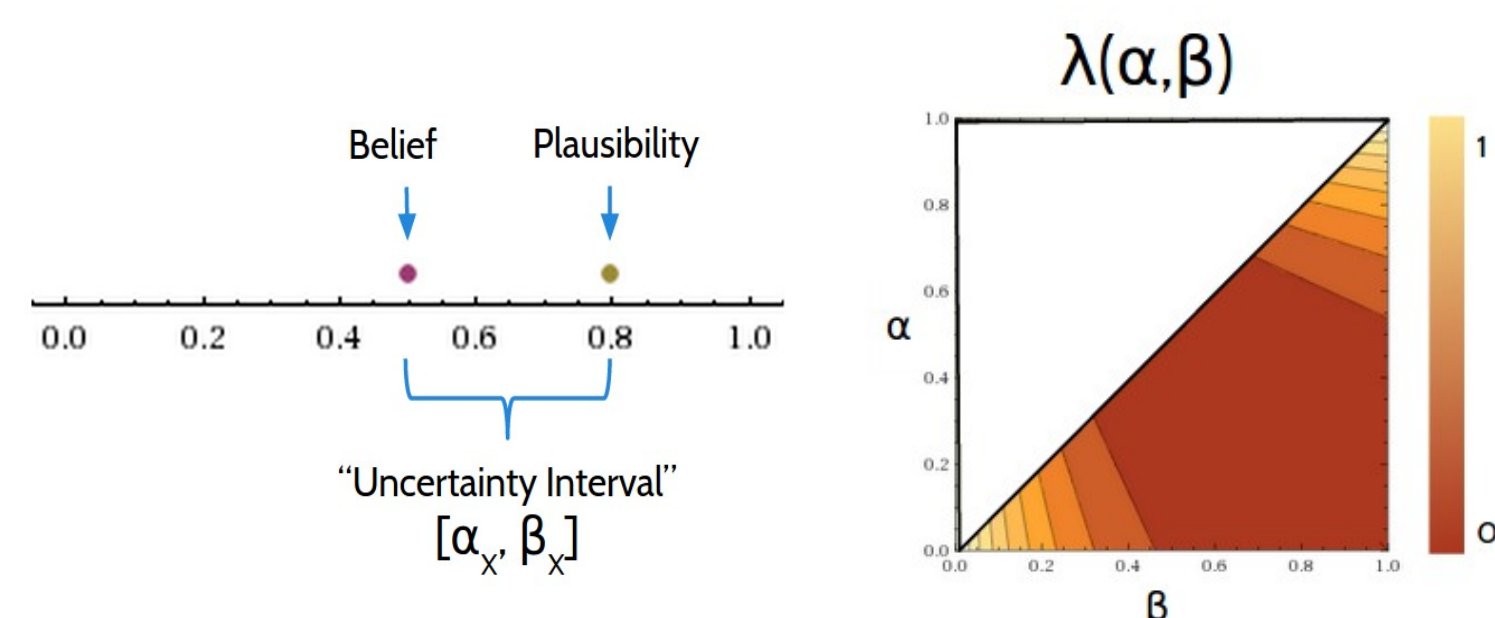 Belief Plausibility
0.0 0.2 0.4 0.6 0.8 1.0
“Uncertainty Interval”
[αX, βX]
λ(α,β)
1.0
0.8
0.6
α
0.4
0.2
0.0
0.0 0.2 0.4 0.6 0.8 1.0
β
1
0